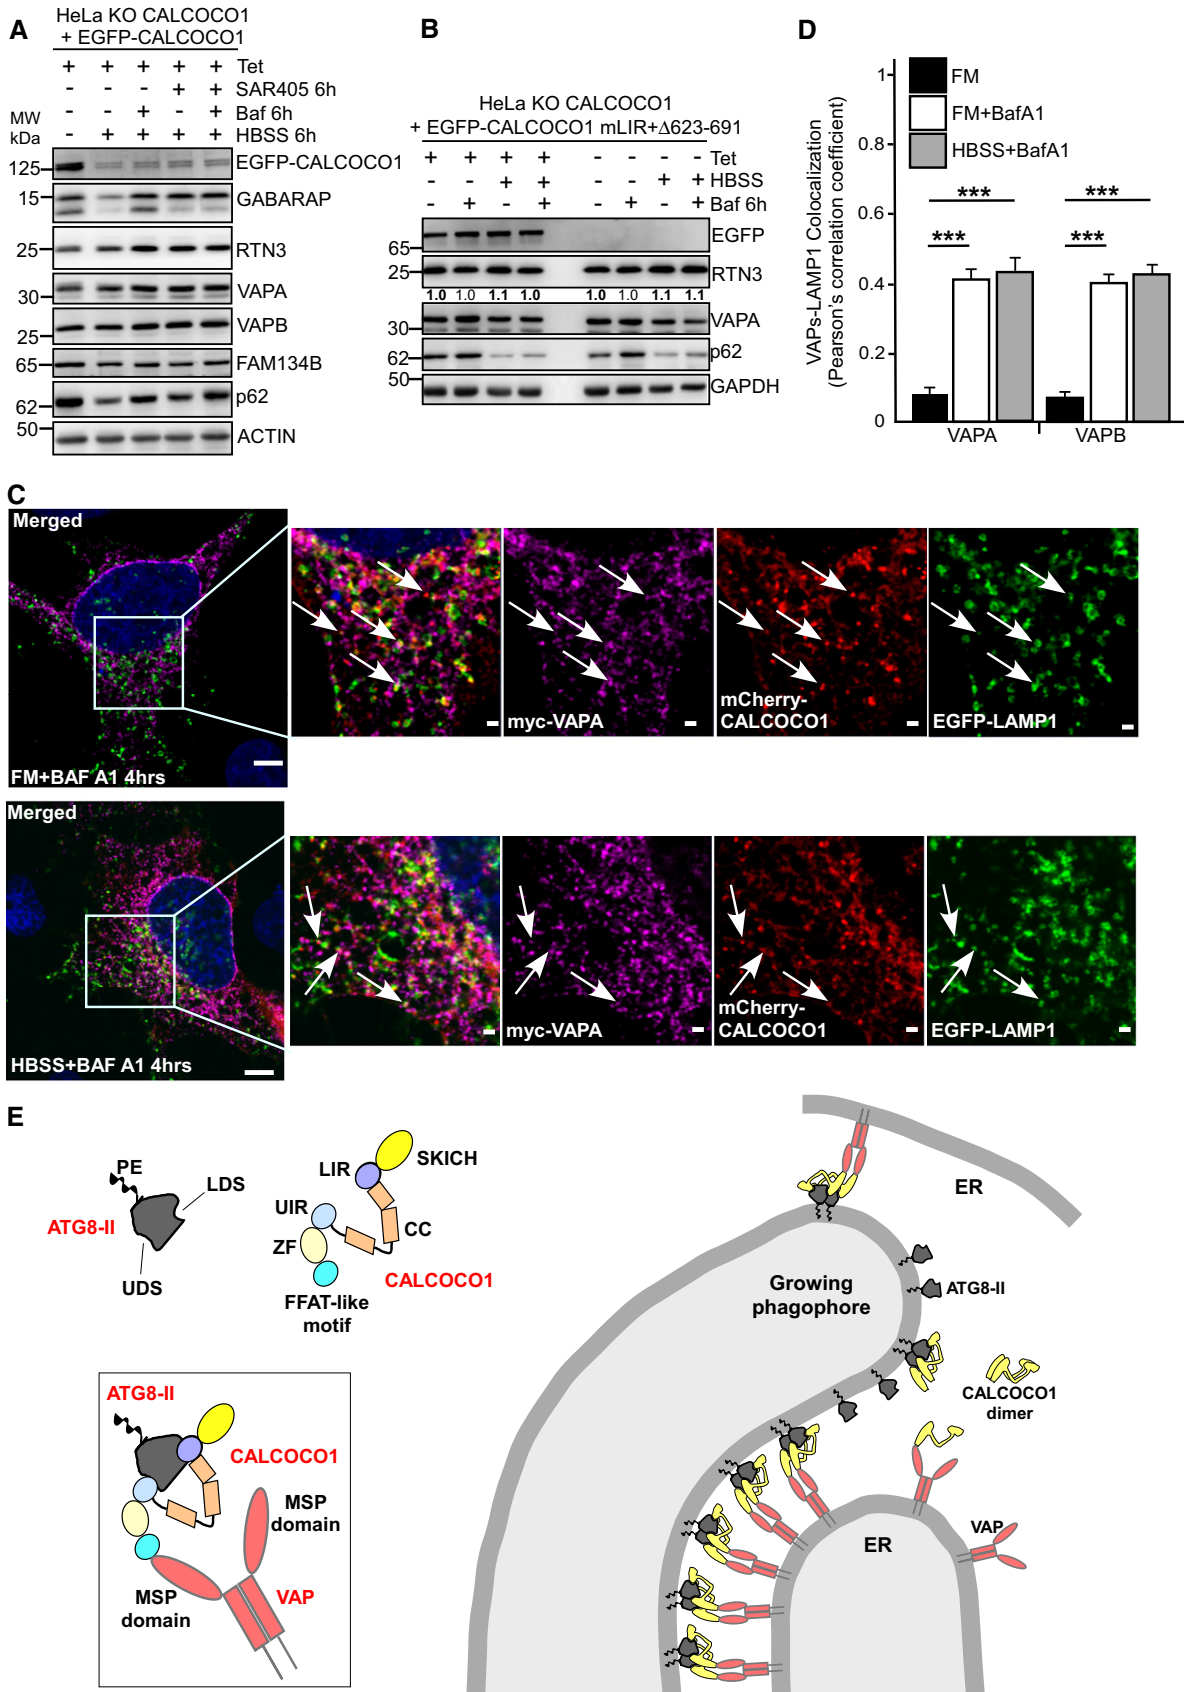 A
HeLa KO CALCOCO1
+ EGFP-CALCOCO1
+ + + + + Tet
- - - + + SAR405 6h
- - + - + Baf 6h
- + + + + HBSS 6h
MW
kDa
125
EGFP-CALCOCO1
15
GABARAP
25
RTN3
30
VAPA
25
VAPB
65
FAM134B
62
p62
50
ACTIN
B
HeLa KO CALCOCO1
+ EGFP-CALCOCO1 mLIR+Δ623-691
+ + + + - - - - Tet
- - + + - - + + HBSS
- + - + - + - + Baf 6h
65
EGFP
25
RTN3
1.0 1.0 1.1 1.0 1.0 1.0 1.1 1.1
30
VAPA
62
p62
50
GAPDH
D
VAPs-LAMP1 Colocalization
(Pearson's correlation coefficient)
1
0.8
0.6
0.4
0.2
0
FM
FM+BafA1
HBSS+BafA1
*** ***
*** ***
VAPA VAPB
C
Merged
FM+BAF A1 4hrs
myc-VAPA
mCherry-
CALCOCO1
EGFP-LAMP1
Merged
HBSS+BAF A1 4hrs
myc-VAPA
mCherry-
CALCOCO1
EGFP-LAMP1
E
PE
LDS
ATG8-II
UDS
SKICH
LIR
UIR
CC
ZF
CALCOCO1
FFAT-like
motif
ATG8-II
CALCOCO1
MSP
domain
MSP
domain
VAP
ER
Growing
phagophore
ATG8-II
CALCOCO1
dimer
VAP
ER